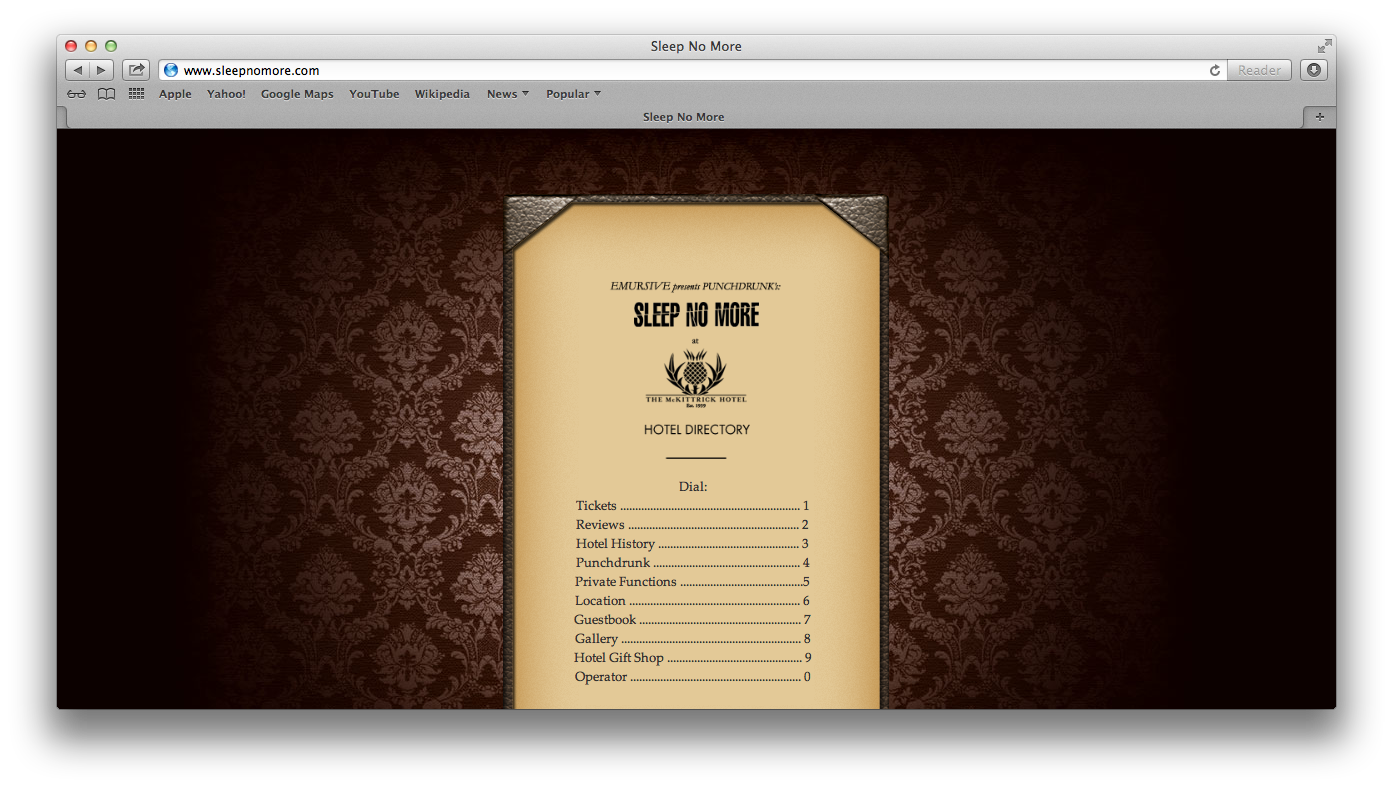 Sleep No More
www.sleepnomore.com
Reader
Apple Yahoo! Google Maps YouTube Wikipedia News Popular
Sleep No More
EMURSIVE presents PUNCHDRUNK's:
SLEEP NO MORE
at
THE McKITTRICK HOTEL
Est. 1939
HOTEL DIRECTORY
Dial:
Tickets ............................................................ 1
Reviews ......................................................... 2
Hotel History ............................................... 3
Punchdrunk ................................................. 4
Private Functions .........................................5
Location ......................................................... 6
Guestbook ...................................................... 7
Gallery ............................................................ 8
Hotel Gift Shop ............................................. 9
Operator ......................................................... 0